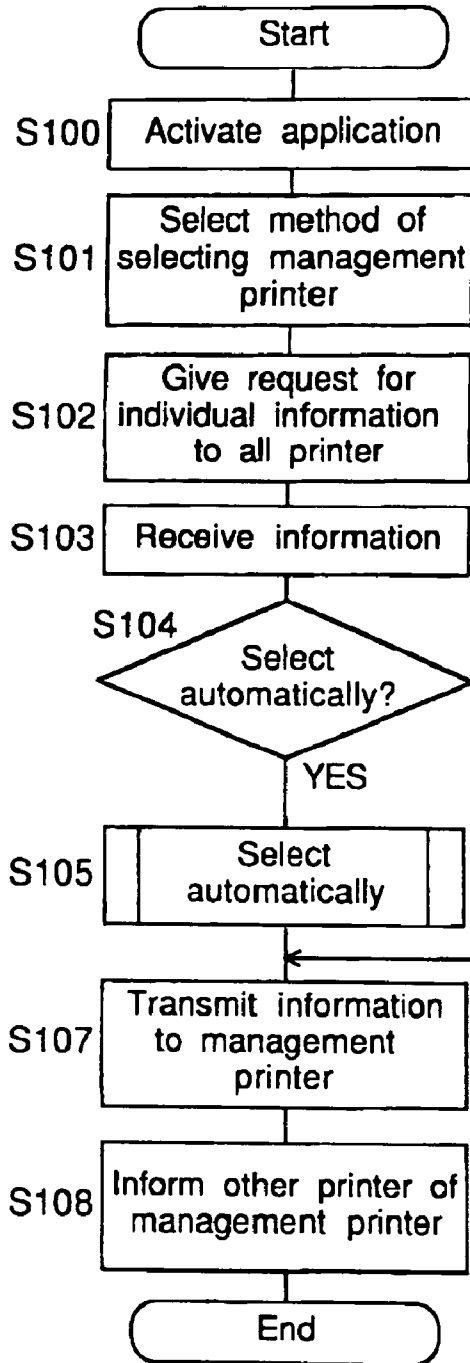 Start
S100
Activate application
S101
Select method of
selecting management
printer
S102
Give request for
individual information
to all printer
S103
Receive information
S104
Select
automatically?
YES
S105
Select
automatically
S107
Transmit information
to management
printer
S108
Inform other printer of
management printer
End